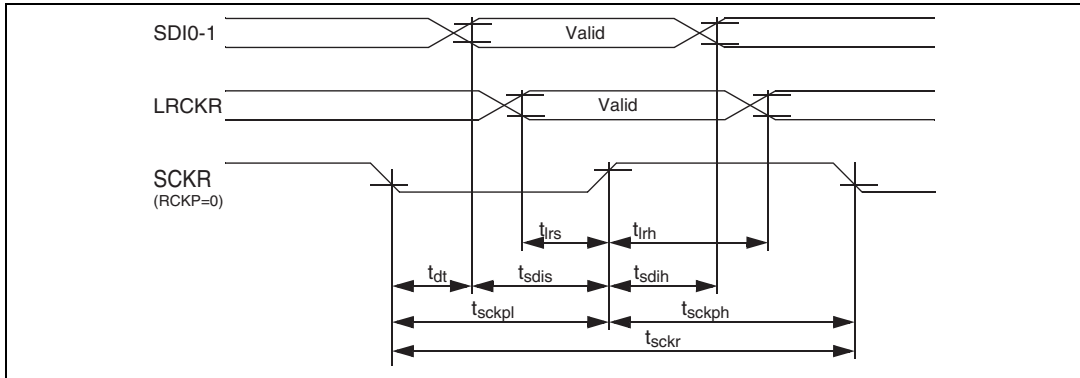 SDI0-1
Valid
LRCKR
Valid
SCKR
(RCKP=0)
tlrs
tlrh
tdt
tsdis
tsdih
tsckpl
tsckph
tsckr